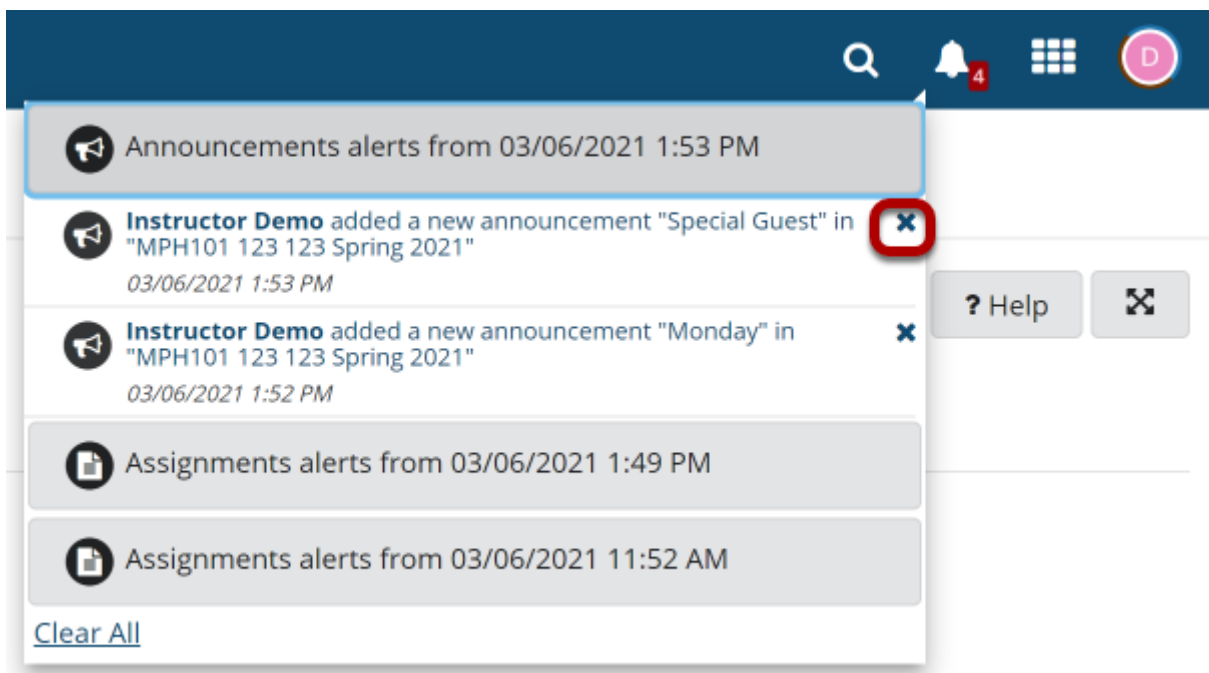 4
D
Announcements alerts from 03/06/2021 1:53 PM
Instructor Demo added a new announcement "Special Guest" in
"MPH101 123 123 Spring 2021"
03/06/2021 1:53 PM
Instructor Demo added a new announcement "Monday" in
"MPH101 123 123 Spring 2021"
03/06/2021 1:52 PM
? Help
Assignments alerts from 03/06/2021 1:49 PM
Assignments alerts from 03/06/2021 11:52 AM
Clear All